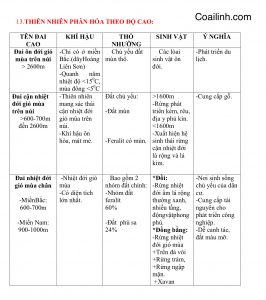 Coailinh.com
13.THIÊN NHIÊN PHÂN HÓA THEO ĐỘ CAO:
TÊN ĐAI
CAO
KHÍ HẬU
THỔ
NHƯỠNG
SINH VẬT
Ý NGHĨA
Đai ôn đới gió
mùa trên núi
> 2600m
-Chỉ có ở miền
Bắc.(dãyHoàng
Liên Sơn)
-Quanh năm
nhiệt độ <15⁰C,
mùa đông <5⁰C
Chủ yếu đất
mùn thô.
Các lòai
sinh vật ôn
đới.
-Phát triển du
lịch.
Đai cận nhiệt
đới gió mùa
trên núi
>600-700m
đến 2600m
-Thiên nhiên
mang sác thái
cận nhiệt đới
gió mùa trên
núi.
-Khí hậu ôn
hòa, mát mẻ.
Đất chủ yếu:
-Đất mùn
-Feralit có mùn.
>1600m
-Rừng phát
triển kém, rêu,
địa y phủ kín.
<1600m
-Xuất hiện hệ
sinh thái rừng
cận nhiệt đới
lá rộng và lá
kim.
-Cung cấp gỗ.
Đai nhiệt đới
gió mùa chân
-MiềnBắc:
600-700m
-Miền Nam:
900-1000m
-Nhiệt đới gió
mùa
-Có diện tích
lớn nhất.
Bao gồm 2
nhóm đất chính:
-Nhóm đất
feralit
60%
-Đất phù sa
24%
*Đồi:
-Rừng nhiệt
đới ẩm lá rộng
thường xanh,
nhiều tầng,
độngvậtphong
phú.
*Đồng bằng:
-Rừng nhiệt
đới gió mùa
+Trên đá vôi
+Rừng tràm,
+Rừng ngập
mặn.
+Xavan
-Nơi sinh sống
chủ yếu của
cư.
-Cung cấp tài
nguyên cho
phát triển công
nghiệp.
-Để canh tác,
đất màu mỡ.